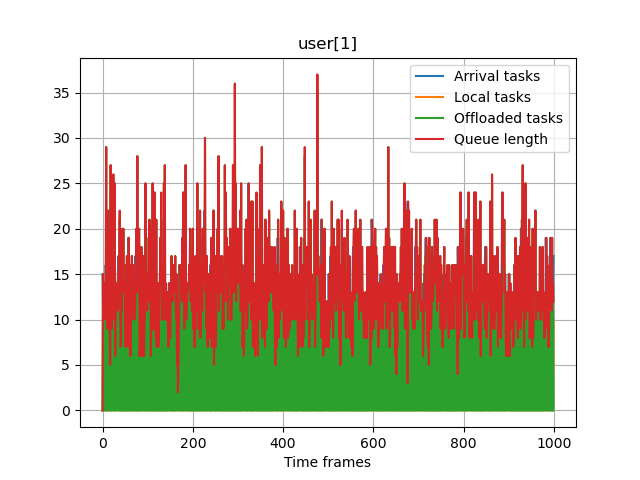 user[1]
Arrival tasks
Local tasks
Offloaded tasks
Queue length
35
30
25
20
15
10
5
0
0 200 400 600 800 1000
Time frames